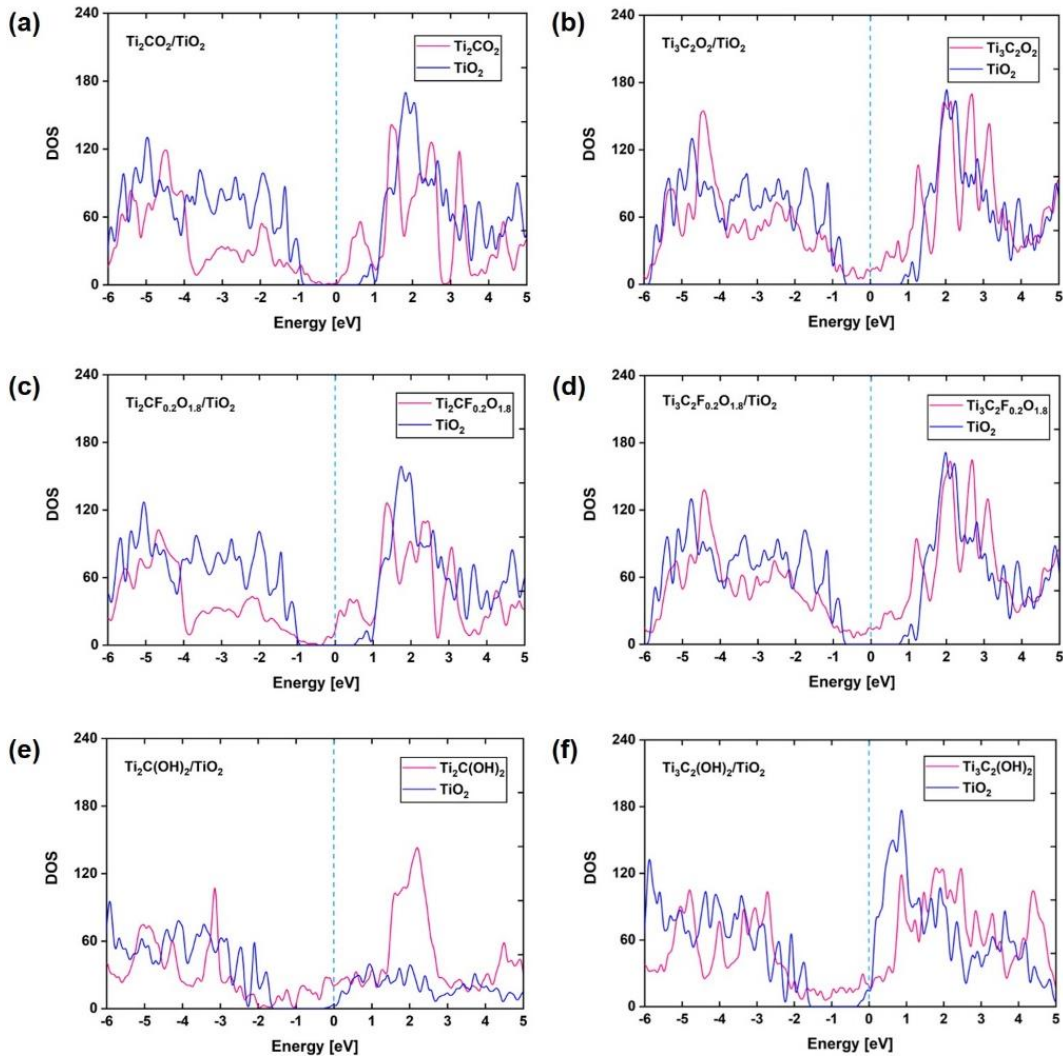 (a)
Ti₂CO₂/TiO₂
Ti₂CO₂
TiO₂
240
180
120
60
0
DOS
-6 -5 -4 -3 -2 -1 0 1 2 3 4 5
Energy [eV]
(b)
Ti₃C₂O₂/TiO₂
Ti₃C₂O₂
TiO₂
240
180
120
60
0
DOS
-6 -5 -4 -3 -2 -1 0 1 2 3 4 5
Energy [eV]
(c)
Ti₂CF₀.₂O₁.₈/TiO₂
Ti₂CF₀.₂O₁.₈
TiO₂
240
180
120
60
0
DOS
-6 -5 -4 -3 -2 -1 0 1 2 3 4 5
Energy [eV]
(d)
Ti₃C₂F₀.₂O₁.₈/TiO₂
Ti₃C₂F₀.₂O₁.₈
TiO₂
240
180
120
60
0
DOS
-6 -5 -4 -3 -2 -1 0 1 2 3 4 5
Energy [eV]
(e)
Ti₂C(OH)₂/TiO₂
Ti₂C(OH)₂
TiO₂
240
180
120
60
0
DOS
-6 -5 -4 -3 -2 -1 0 1 2 3 4 5
Energy [eV]
(f)
Ti₃C₂(OH)₂/TiO₂
Ti₃C₂(OH)₂
TiO₂
240
180
120
60
0
DOS
-6 -5 -4 -3 -2 -1 0 1 2 3 4 5
Energy [eV]